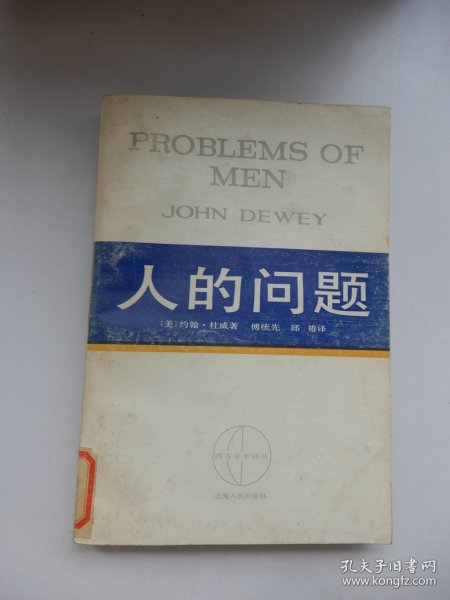 PROBLEMS OF
MEN
JOHN DEWEY
人的问题
〔美〕约翰·杜威著 傅统先 邱椿译
西方学术译丛
上海人民出版社
孔夫子旧书网
www.kongfz.com